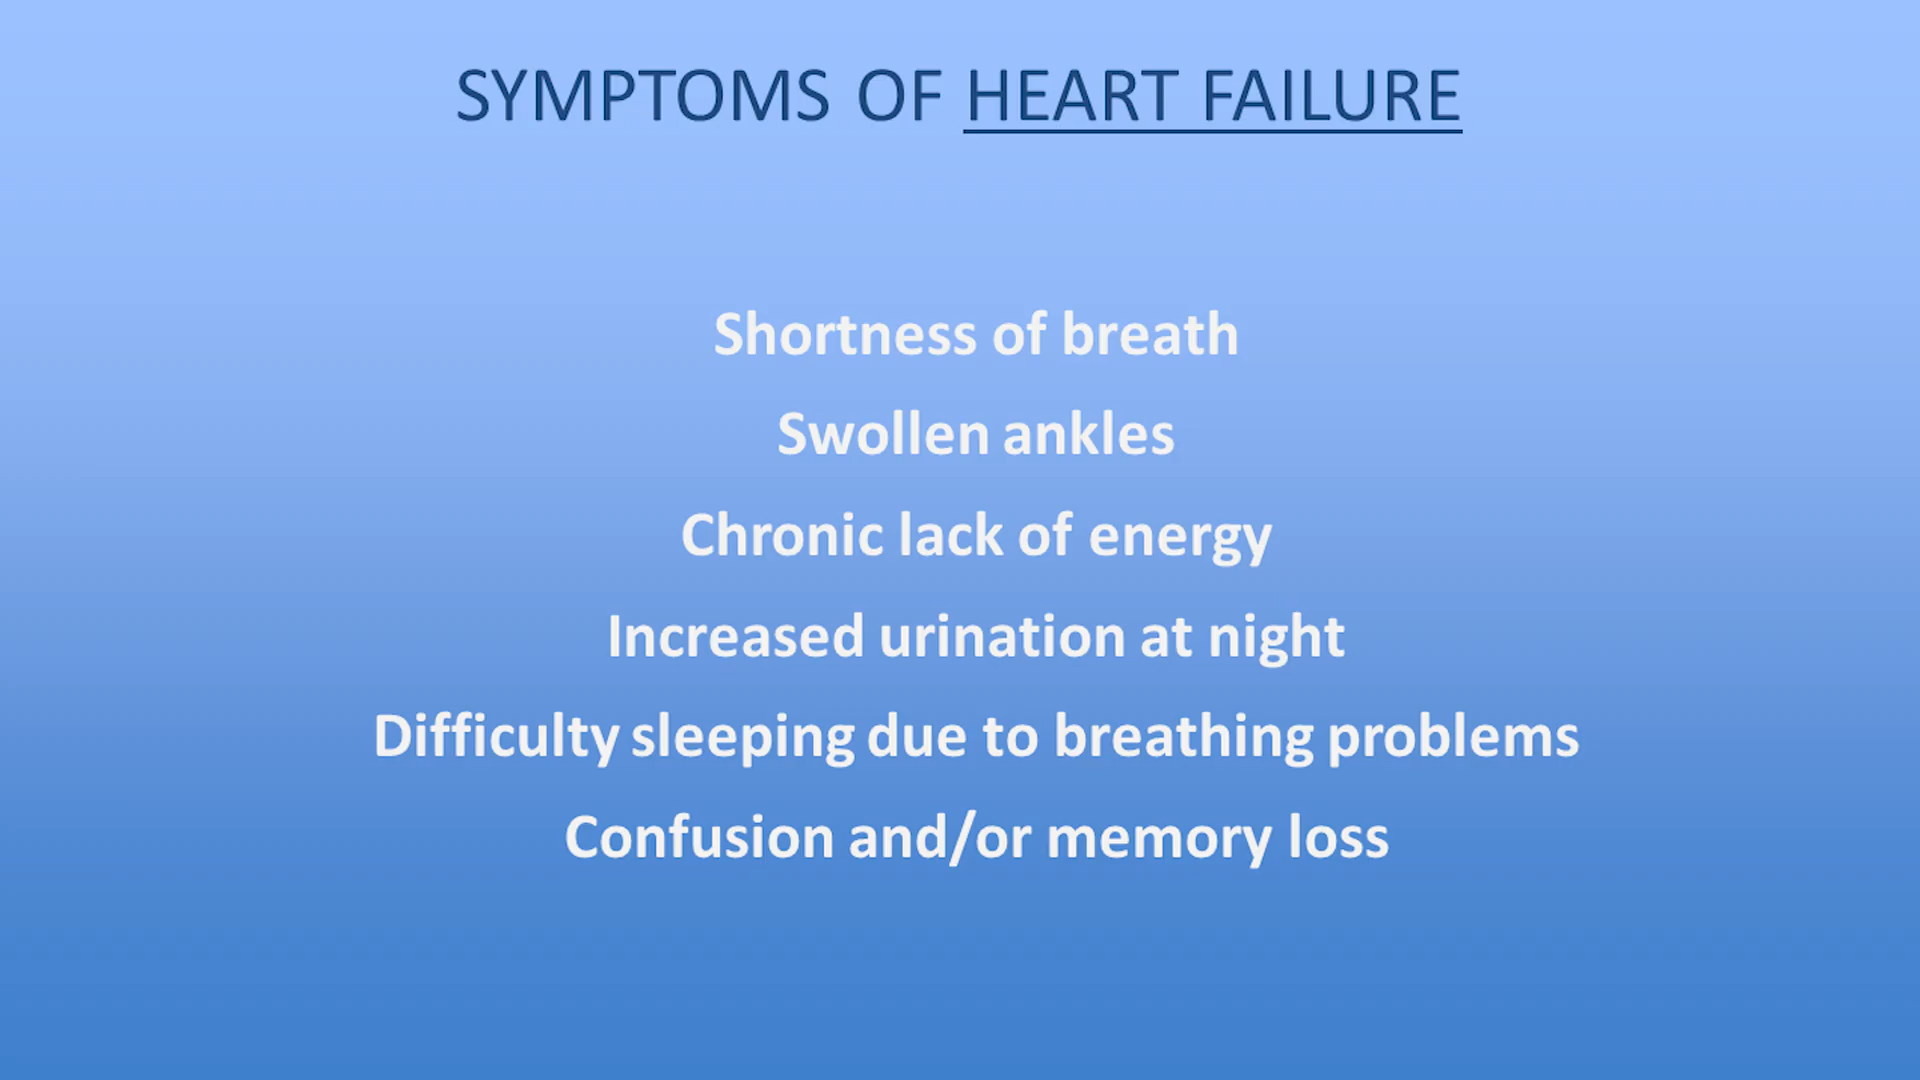 SYMPTOMS OF HEART FAILURE
Shortness of breath
Swollen ankles
Chronic lack of energy
Increased urination at night
Difficulty sleeping due to breathing problems
Confusion and/or memory loss